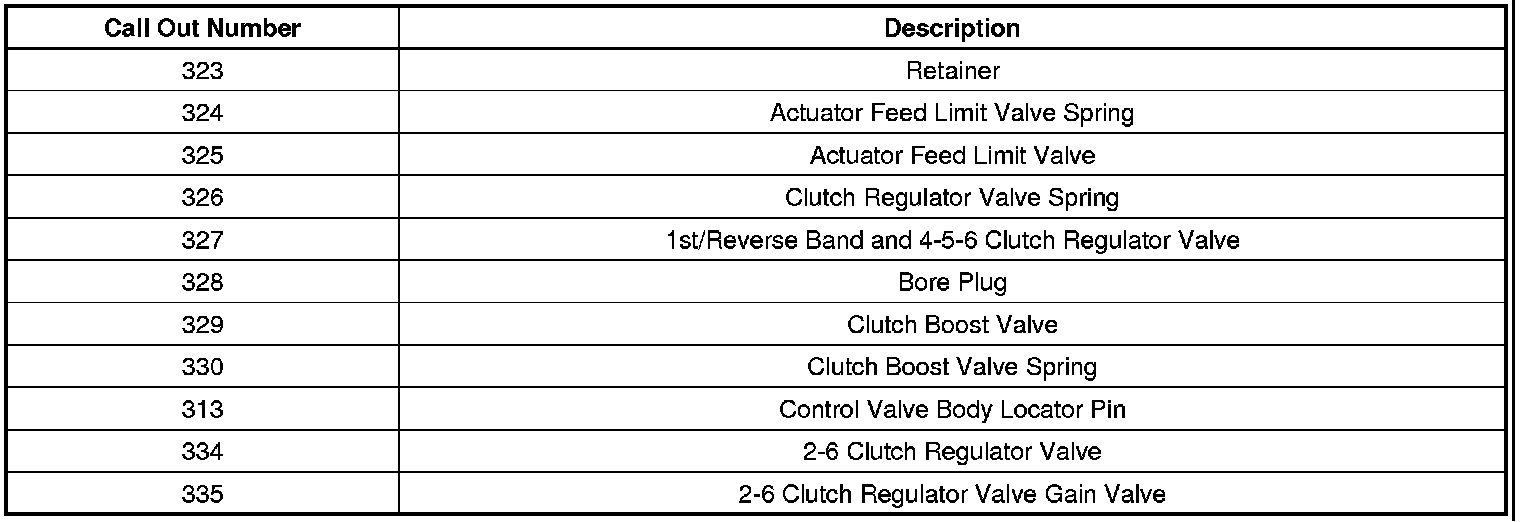 Call Out Number Description
323 Retainer
324 Actuator Feed Limit Valve Spring
325 Actuator Feed Limit Valve
326 Clutch Regulator Valve Spring
327 1st/Reverse Band and 4-5-6 Clutch Regulator Valve
328 Bore Plug
329 Clutch Boost Valve
330 Clutch Boost Valve Spring
313 Control Valve Body Locator Pin
334 2-6 Clutch Regulator Valve
335 2-6 Clutch Regulator Valve Gain Valve